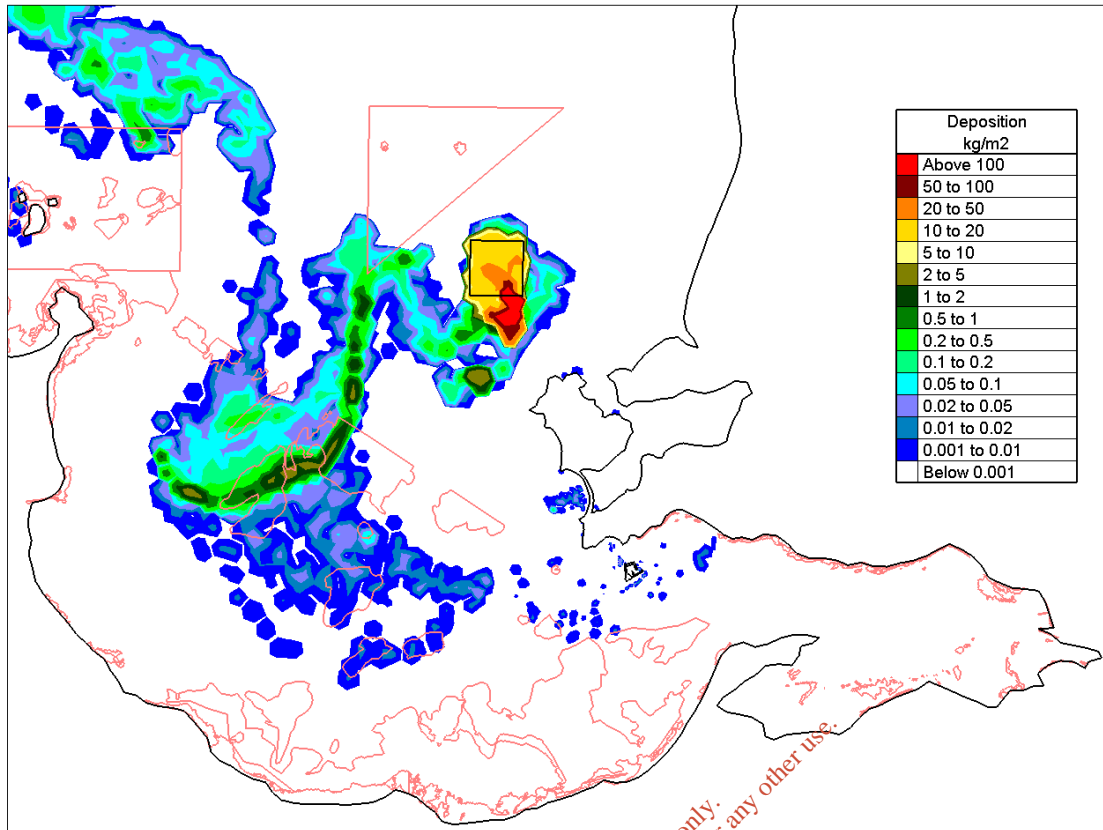 Deposition
kg/m2
Above 100
50 to 100
20 to 50
10 to 20
5 to 10
2 to 5
1 to 2
0.5 to 1
0.2 to 0.5
0.1 to 0.2
0.05 to 0.1
0.02 to 0.05
0.01 to 0.02
0.001 to 0.01
Below 0.001
only.
any other use.